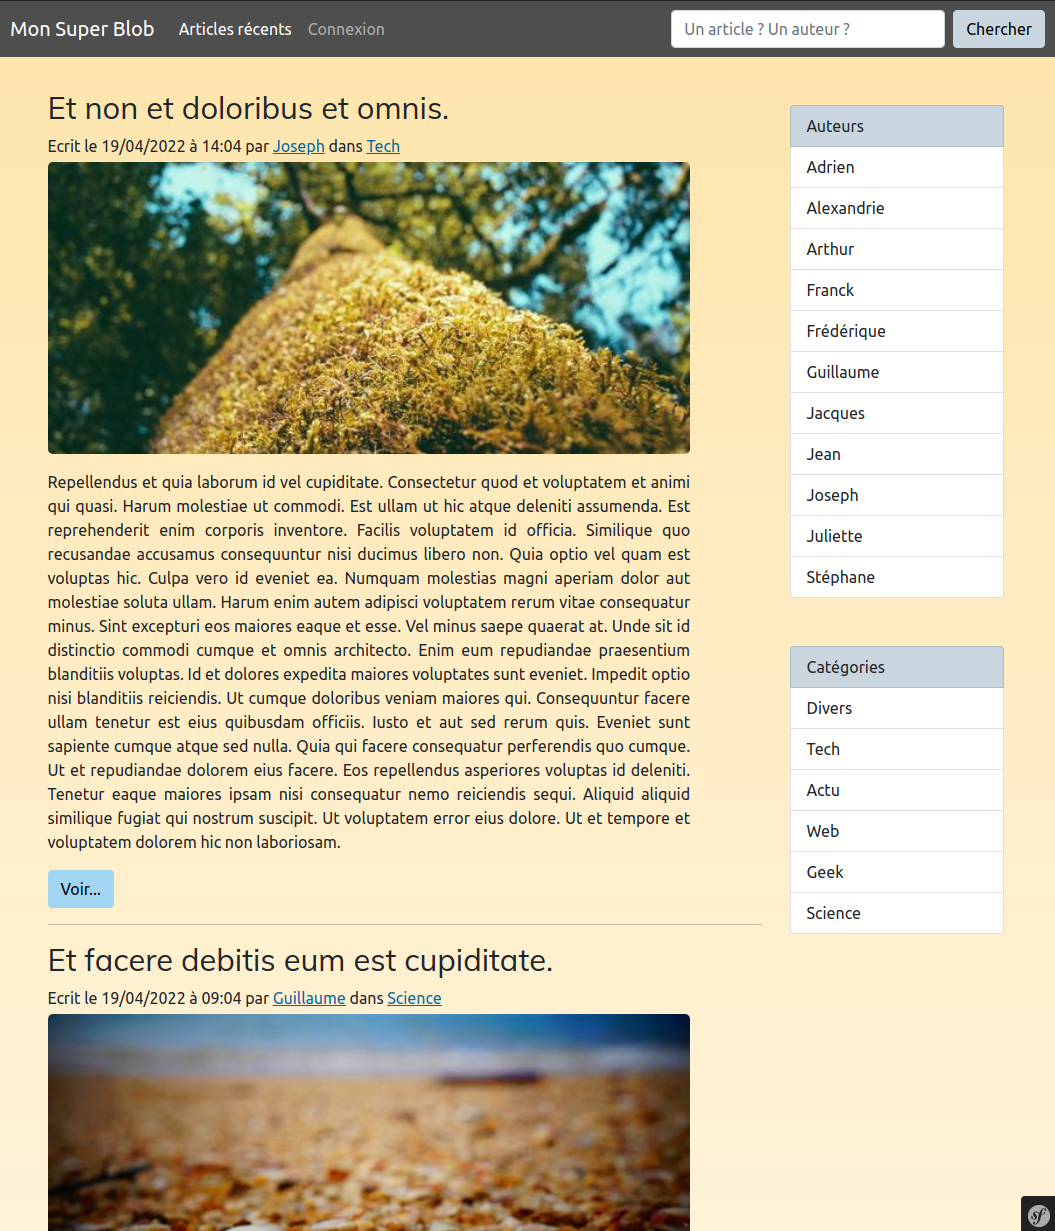 Mon Super Blob Articles récents Connexion Un article ? Un auteur ? Chercher
Et non et doloribus et omnis.
Ecrit le 19/04/2022 à 14:04 par Joseph dans Tech
Repellendus et quia laborum id vel cupiditate. Consectetur quod et voluptatem et animi
qui quasi. Harum molestiae ut commodi. Est ullam ut hic atque deleniti assumenda. Est
reprehenderit enim corporis inventore. Facilis voluptatem id officia. Similique quo
recusandae accusamus consequuntur nisi ducimus libero non. Quia optio vel quam est
voluptas hic. Culpa vero id eveniet ea. Numquam molestias magni aperiam dolor aut
molestiae soluta ullam. Harum enim autem adipisci voluptatem rerum vitae consequatur
minus. Sint excepturi eos maiores eaque et esse. Vel minus saepe quaerat at. Unde sit id
distinctio commodi cumque et omnis architecto. Enim eum repudiandae praesentium
blanditiis voluptas. Id et dolores expedita maiores voluptates sunt eveniet. Impedit optio
nisi blanditiis reiciendis. Ut cumque doloribus veniam maiores qui. Consequuntur facere
ullam tenetur est eius quibusdam officiis. Iusto et aut sed rerum quis. Eveniet sunt
sapiente cumque atque sed nulla. Quia qui facere consequatur perferendis quo cumque.
Ut et repudiandae dolorem eius facere. Eos repellendus asperiores voluptas id deleniti.
Tenetur eaque maiores ipsam nisi consequatur nemo reiciendis sequi. Aliquid aliquid
similique fugiat qui nostrum suscipit. Ut voluptatem error eius dolore. Ut et tempore et
voluptatem dolorem hic non laboriosam.
Voir...
Et facere debitis eum est cupiditate.
Ecrit le 19/04/2022 à 09:04 par Guillaume dans Science
Auteurs
Adrien
Alexandrie
Arthur
Franck
Frédérique
Guillaume
Jacques
Jean
Joseph
Juliette
Stéphane
Catégories
Divers
Tech
Actu
Web
Geek
Science
sf